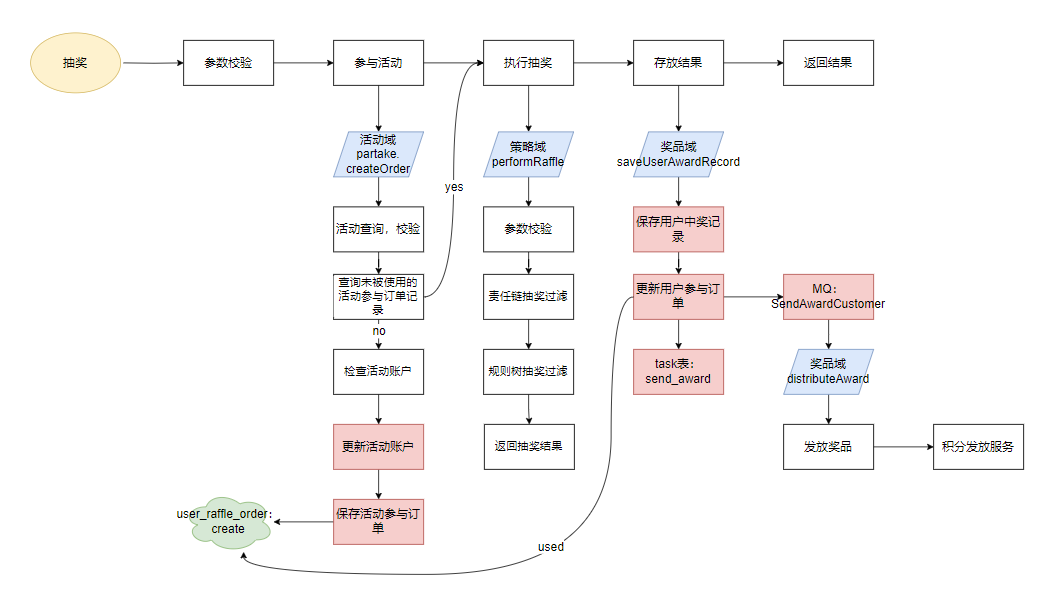 抽奖
参数校验
参与活动
执行抽奖
存放结果
返回结果
活动域
partake.
createOrder
策略域
performRaffle
奖品域
saveUserAwardRecord
yes
活动查询，校验
参数校验
保存用户中奖记
录
查询未被使用的
活动参与订单记
录
责任链抽奖过滤
更新用户参与订
单
MQ：
SendAwardCustomer
no
检查活动账户
规则树抽奖过滤
task表：
send_award
奖品域
distributeAward
更新活动账户
返回抽奖结果
发放奖品
积分发放服务
user_raffle_order：
create
保存活动参与订
单
used